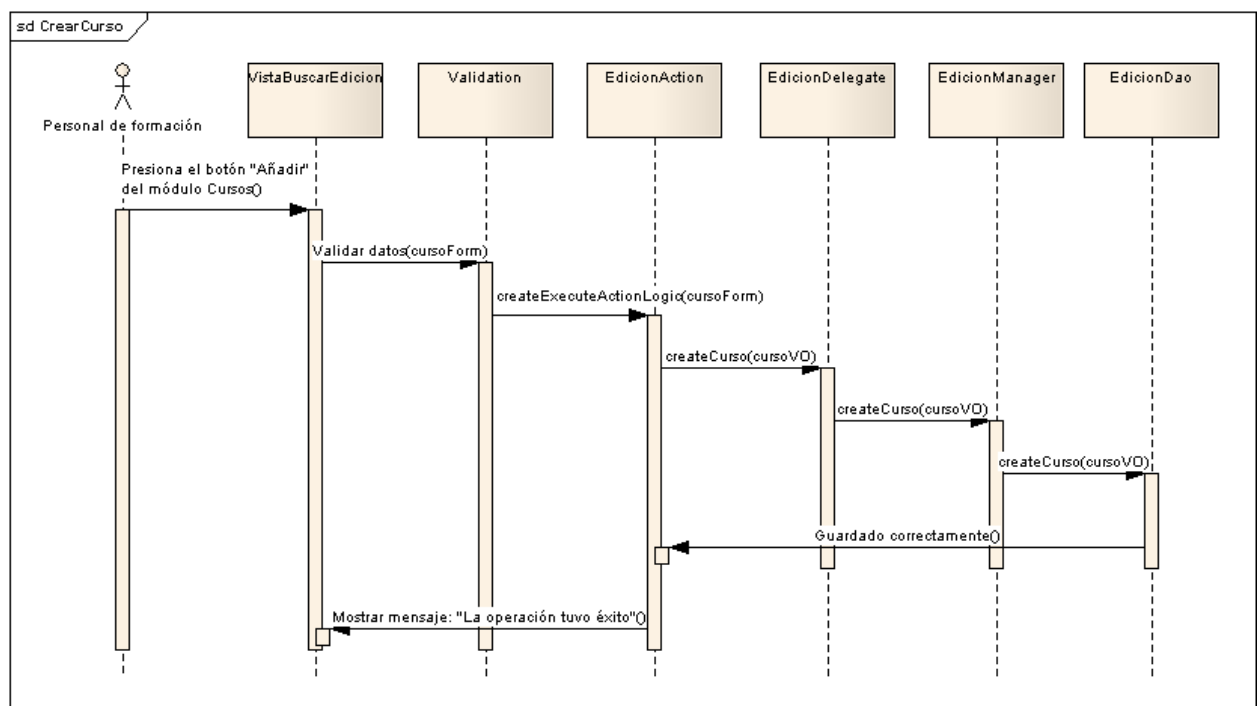 sd CrearCurso
VistaBuscarEdicion
Validation
EdicionAction
EdicionDelegate
EdicionManager
EdicionDao
Personal de formación
Presiona el botón "Añadir"
del módulo Cursos()
Validar datos(cursoForm)
createExecuteActionLogic(cursoForm)
createCurso(cursoVO)
createCurso(cursoVO)
createCurso(cursoVO)
Guardado correctamente()
Mostrar mensaje: "La operación tuvo éxito"()